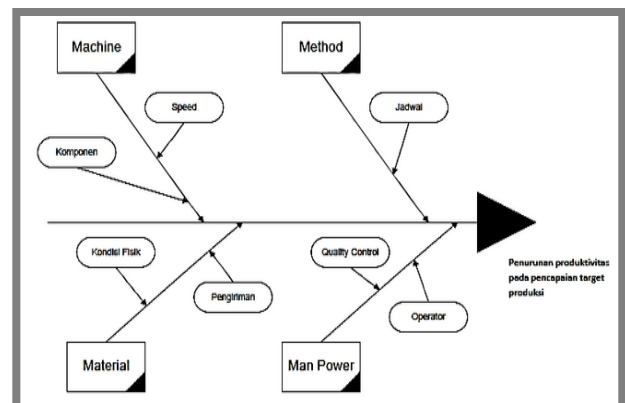 Machine
Method
Speed
Jadwal
Komponen
Kondisi Fisik
Quality Control
Penurunan produktivitas
pada pencapaian target
produksi
Pengiriman
Operator
Material
Man Power